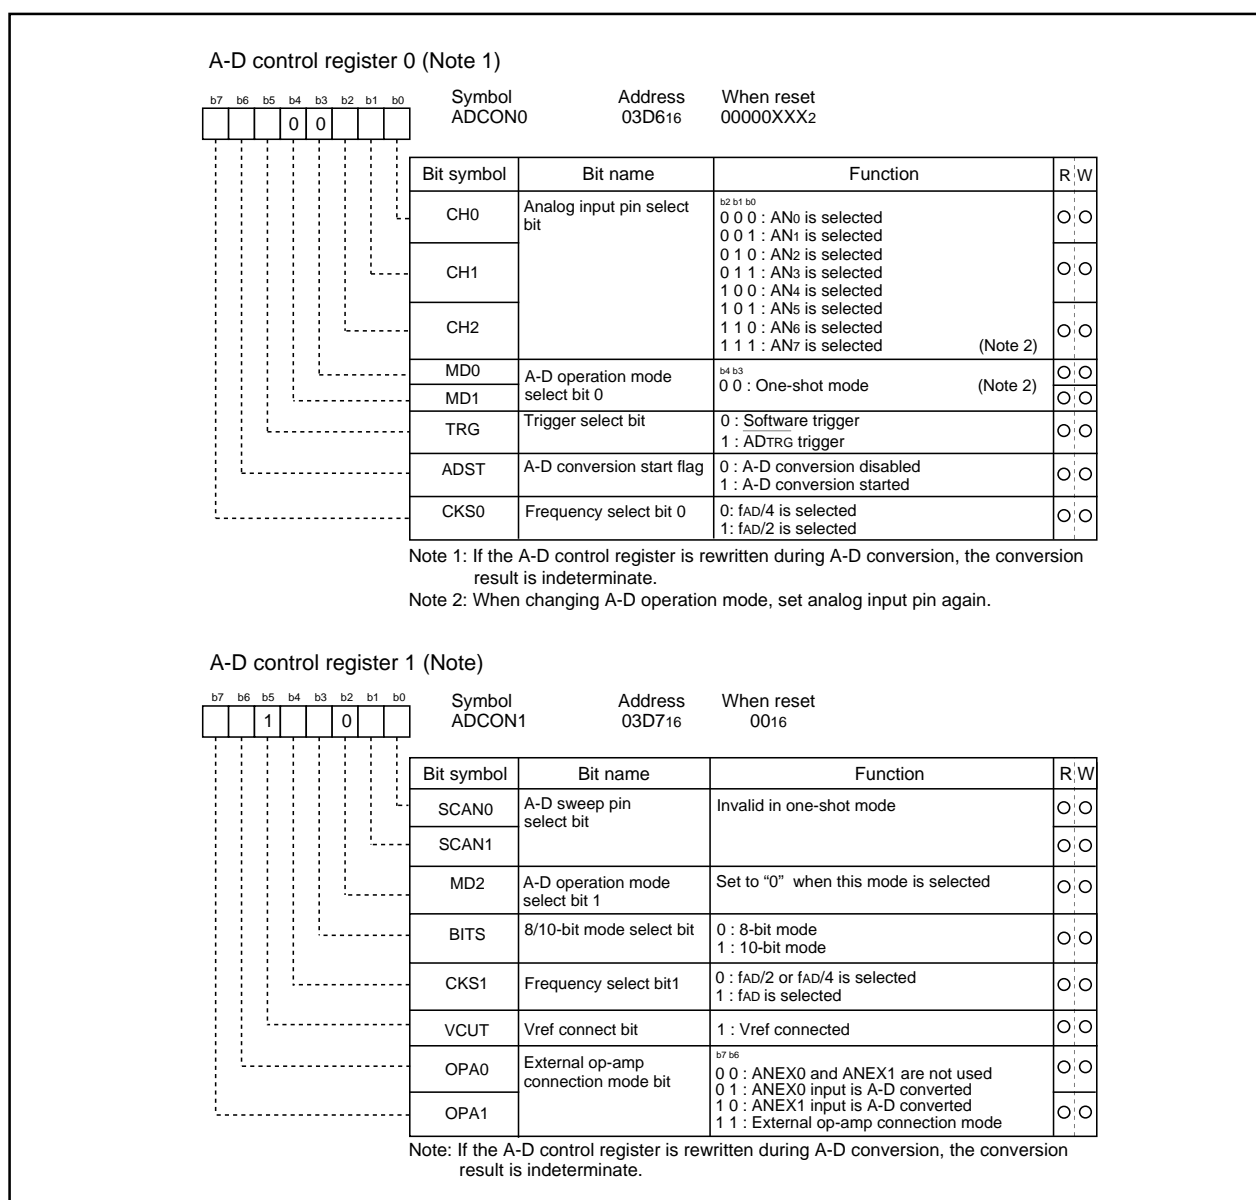 A-D control register 0 (Note 1)
b7 b6 b5 b4 b3 b2 b1 b0
0 0
Symbol Address When reset
ADCON0 03D616 00000XXX2
Bit symbol Bit name Function R W
CH0 Analog input pin select bit
b2 b1 b0
0 0 0 : AN0 is selected
0 0 1 : AN1 is selected
0 1 0 : AN2 is selected
CH1
0 1 1 : AN3 is selected
1 0 0 : AN4 is selected
1 0 1 : AN5 is selected
CH2
1 1 0 : AN6 is selected
1 1 1 : AN7 is selected (Note 2)
MD0 A-D operation mode select bit 0
b4 b3
0 0 : One-shot mode (Note 2)
MD1
TRG Trigger select bit
0 : Software trigger
1 : ADTRG trigger
ADST A-D conversion start flag
0 : A-D conversion disabled
1 : A-D conversion started
CKS0 Frequency select bit 0
0: fAD/4 is selected
1: fAD/2 is selected
Note 1: If the A-D control register is rewritten during A-D conversion, the conversion
result is indeterminate.
Note 2: When changing A-D operation mode, set analog input pin again.
A-D control register 1 (Note)
b7 b6 b5 b4 b3 b2 b1 b0
1 0
Symbol Address When reset
ADCON1 03D716 0016
Bit symbol Bit name Function R W
SCAN0 A-D sweep pin select bit
Invalid in one-shot mode
SCAN1
MD2 A-D operation mode select bit 1
Set to “0” when this mode is selected
BITS 8/10-bit mode select bit
0 : 8-bit mode
1 : 10-bit mode
CKS1 Frequency select bit1
0 : fAD/2 or fAD/4 is selected
1 : fAD is selected
VCUT Vref connect bit
1 : Vref connected
OPA0 External op-amp connection mode bit
b7 b6
0 0 : ANEX0 and ANEX1 are not used
0 1 : ANEX0 input is A-D converted
OPA1
1 0 : ANEX1 input is A-D converted
1 1 : External op-amp connection mode
Note: If the A-D control register is rewritten during A-D conversion, the conversion
result is indeterminate.